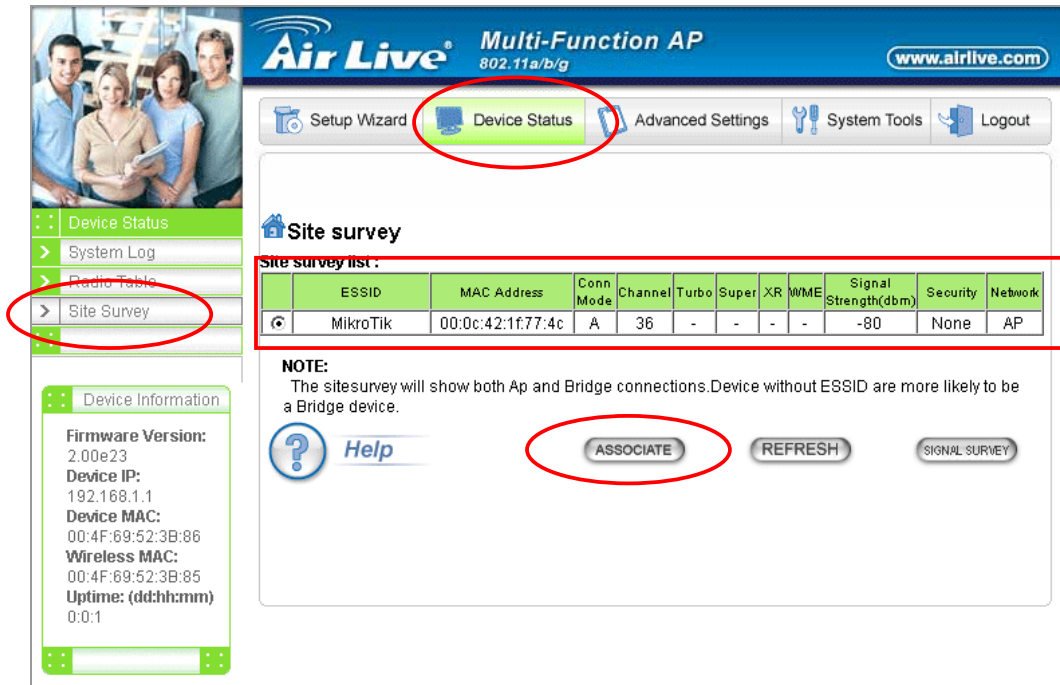 Air Live®
Multi-Function AP
802.11a/b/g
www.airlive.com
Setup Wizard
Device Status
Advanced Settings
System Tools
Logout
Device Status
System Log
Radio Table
Site Survey
Site survey
Site survey list :
ESSID MAC Address Conn Mode Channel Turbo Super XR WME Signal Strength(dbm) Security Network
MikroTik 00:0c:42:1f:77:4c A 36 - - - - -80 None AP
NOTE:
The sitesurvey will show both Ap and Bridge connections.Device without ESSID are more likely to be
a Bridge device.
? Help
ASSOCIATE
REFRESH
SIGNAL SURVEY
Device Information
Firmware Version:
2.00e23
Device IP:
192.168.1.1
Device MAC:
00:4F:69:52:3B:86
Wireless MAC:
00:4F:69:52:3B:85
Uptime: (dd:hh:mm)
0:0:1